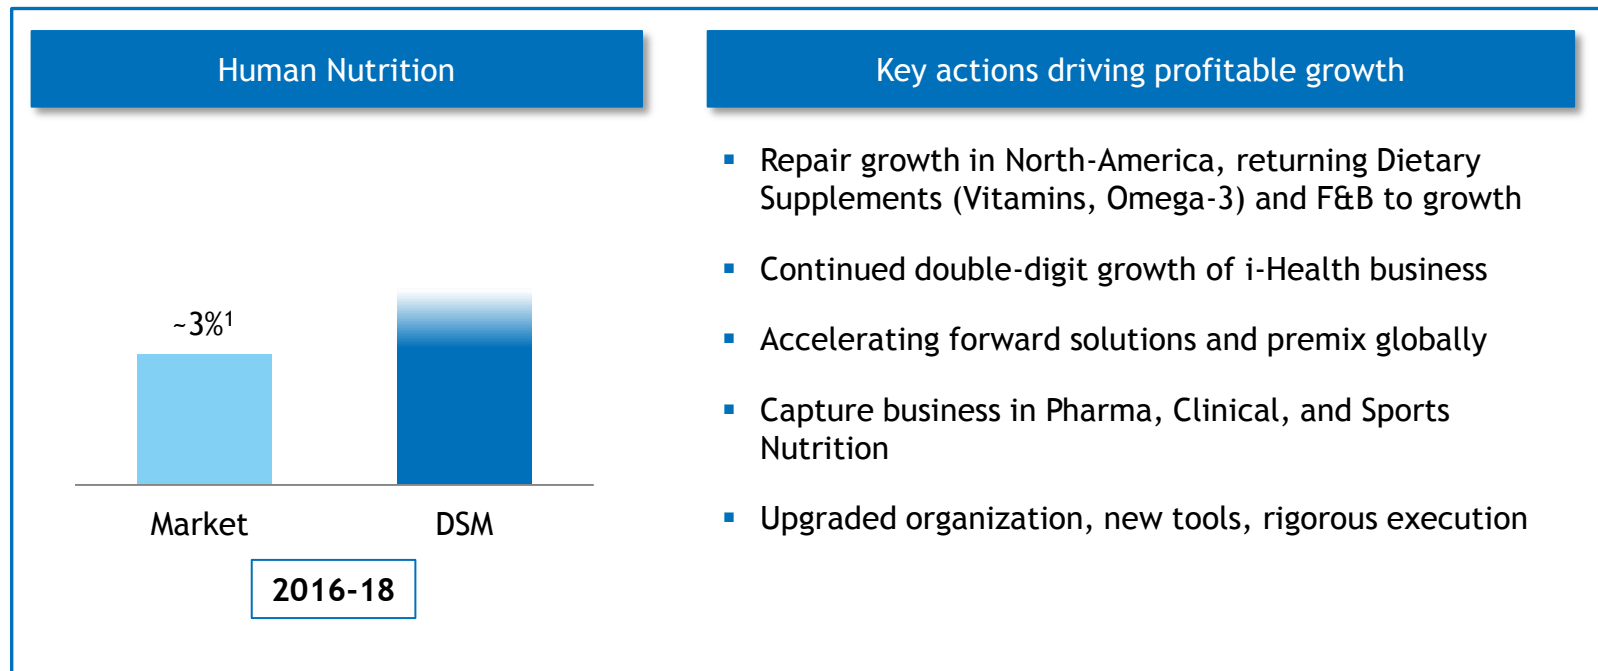 Human Nutrition
~3%¹
Market
DSM
2016-18
Key actions driving profitable growth
▪ Repair growth in North-America, returning Dietary
Supplements (Vitamins, Omega-3) and F&B to growth
▪ Continued double-digit growth of i-Health business
▪ Accelerating forward solutions and premix globally
▪ Capture business in Pharma, Clinical, and Sports
Nutrition
▪ Upgraded organization, new tools, rigorous execution